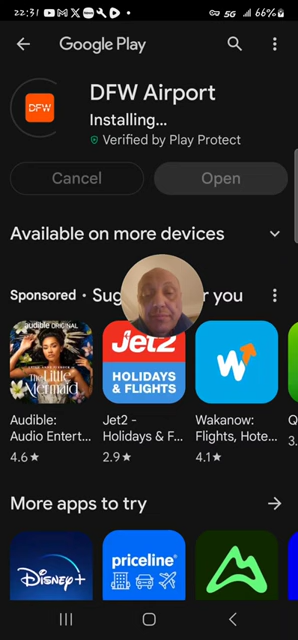 22:31
5G
66%
Google Play
DFW
DFW Airport
Installing...
Verified by Play Protect
Cancel
Open
Available on more devices
Sponsored • Sug r you
audible ORIGINAL
The Little
Mermaid
Jet2
HOLIDAYS
& FLIGHTS
w
Audible:
Audio Entert...
4.6★
Jet2 -
Holidays & F...
2.9★
Wakanow:
Flights, Hote...
4.1★
Q
3.
More apps to try
Disney+
priceline®